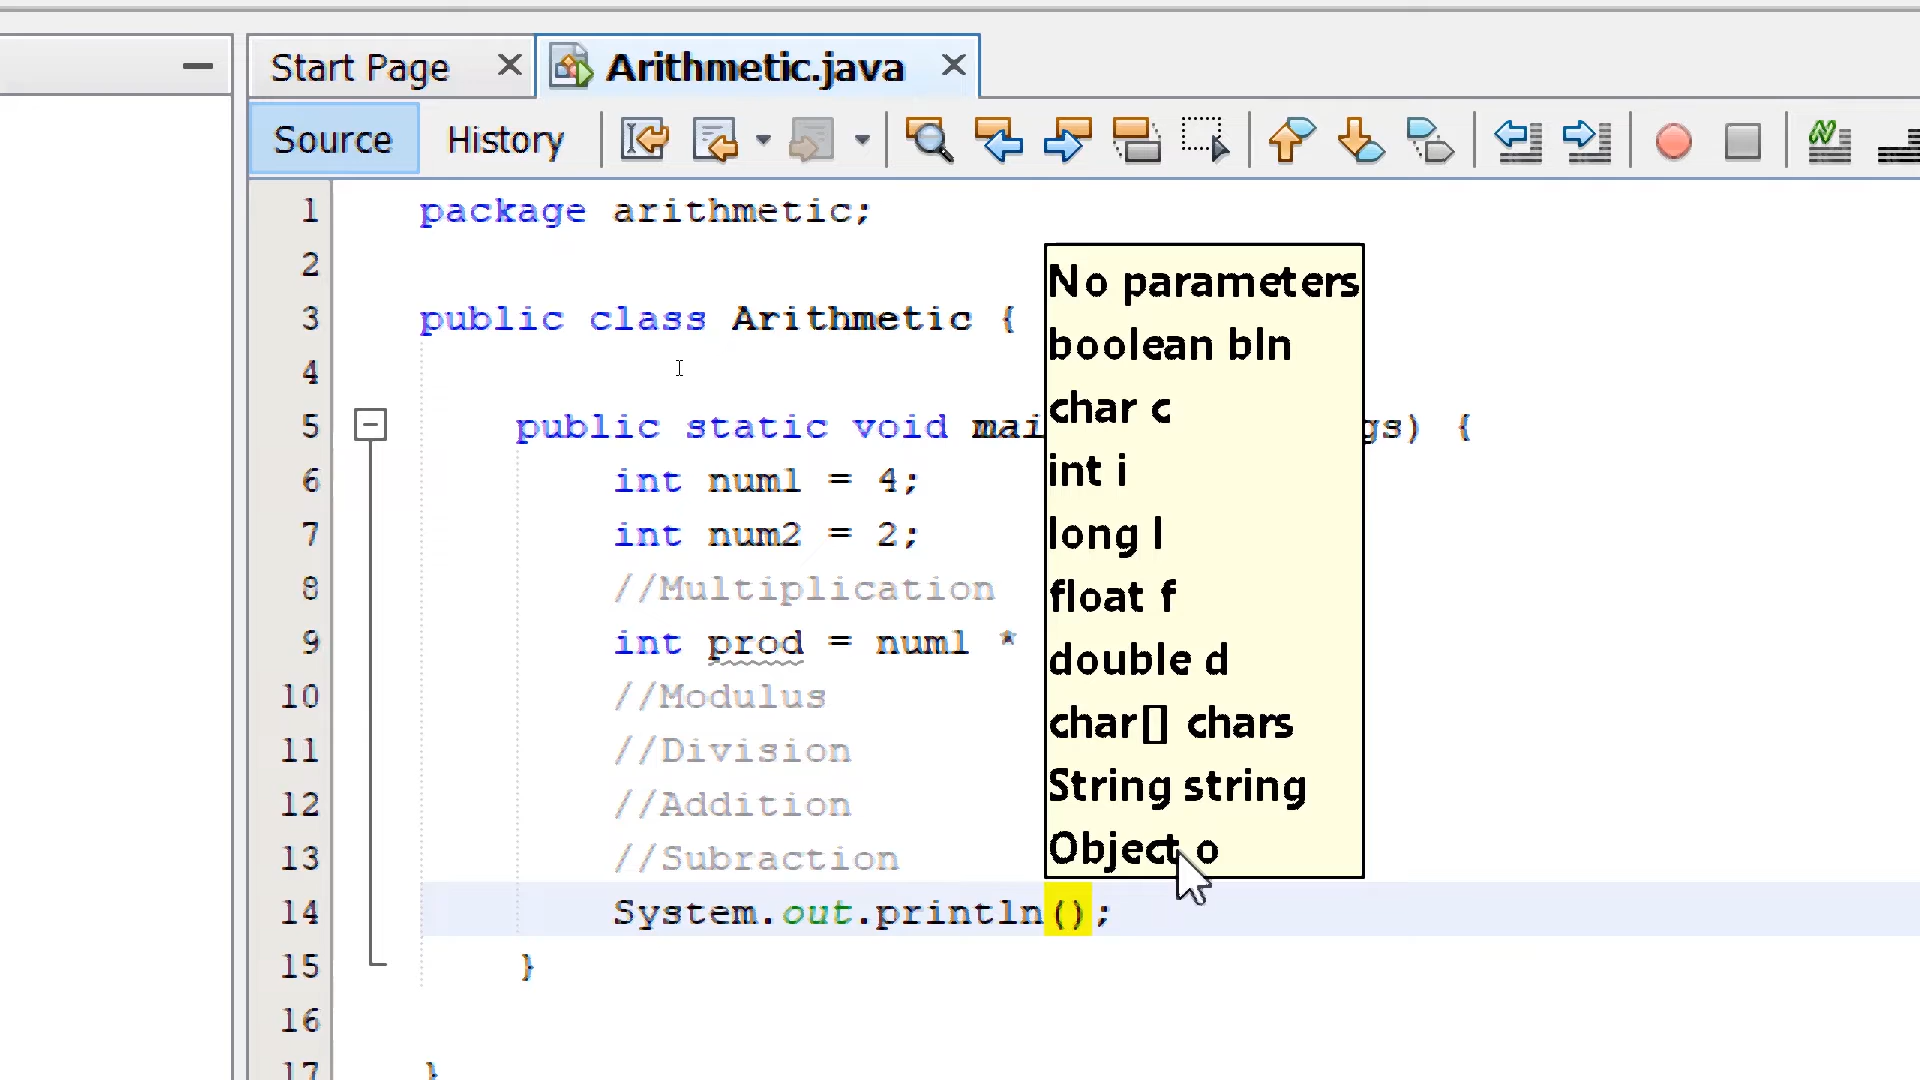 Start Page
Arithmetic.java
Source
History
1 package arithmetic;
2
3 public class Arithmetic {
4
5 public static void mai gs) {
6 int num1 = 4;
7 int num2 = 2;
8 //Multiplication
9 int prod = num1 *
10 //Modulus
11 //Division
12 //Addition
13 //Subraction
14 System.out.println();
15 }
16
17 }
No parameters
boolean bln
char c
int i
long l
float f
double d
char[] chars
String string
Object o